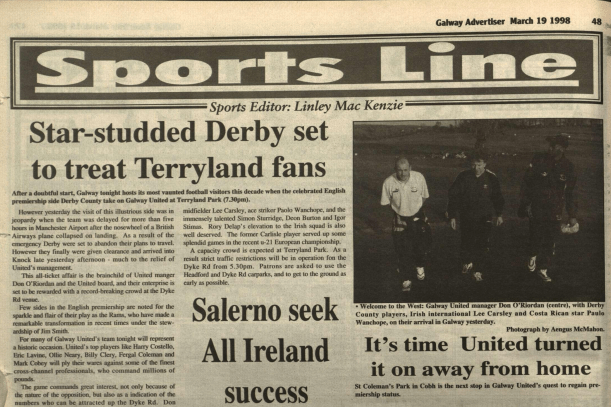 Galway Advertiser March 19 1998 48
Sports Line
Sports Editor: Linley Mac Kenzie
Star-studded Derby set
to treat Terryland fans
After a doubtful start, Galway tonight hosts its most vaunted football visitors this decade when the celebrated English
premiership side Derby County take on Galway United at Terryland Park (7.30pm).
However yesterday the visit of this illustrious side was in
jeopardy when the team was delayed for more than five
hours in Manchester Airport after the nosewheel of a British
Airways plane collapsed on landing. As a result of the
emergency Derby were set to abandon their plans to travel.
However they finally were given clearance and arrived into
Knock late yesterday afternoon - much to the relief of
United's management.
This all-ticket affair is the brainchild of United manger
Don O'Riordan and the United board, and their enterprise is
set to be rewarded with a record-breaking crowd at the Dyke
Rd venue.
Few sides in the English premiership are noted for the
sparkle and flair of their play as the Rams, who have made a
remarkable transformation in recent times under the stew-
ardship of Jim Smith.
For many of Galway United's team tonight will represent
a historic occasion. United's top players like Harry Costello,
Eric Lavine, Ollie Neary, Billy Clery, Fergal Coleman and
Mark Cehey will ply their wares against some of the finest
cross-channel professionals, who command millions of
pounds.
The game commands great interest, not only because of
the nature of the opposition, but also as a indication of the
numbers who can be attracted up the Dyke Rd. Don
midfielder Lee Carsley, ace striker Paolo Wanchope, and the
immensely talented Simon Sturridge, Deon Burton and Igor
Stimas. Rory Delap's elevation to the Irish squad is also
well deserved. The former Carlisle player served up some
splendid games in the recent u-21 European championship.
A capacity crowd is expected at Terryland Park. As a
result strict traffic restrictions will be in operation fon the
Dyke Rd from 5.30pm. Patrons are asked to use the
Headford and Dyke Rd carparks, and to get to the ground as
early as possible.
Salerno seek
All Ireland
success
• Welcome to the West: Galway United manager Don O'Riordan (centre), with Derby
County players, Irish international Lee Carsley and Costa Rican star Paulo
Wanchope, on their arrival in Galway yesterday.
Photograph by Aengus McMahon.
It's time United turned
it on away from home
St Coleman's Park in Cobh is the next stop in Galway United's quest to regain pre-
miership status.